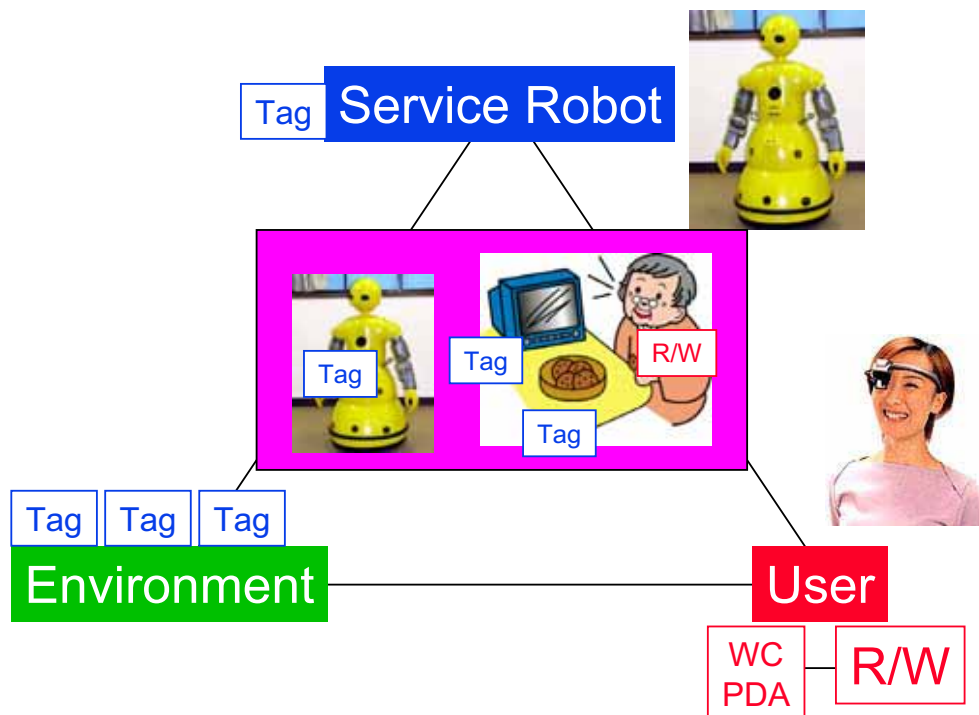 Tag
Service Robot
Tag
Tag
R/W
Tag
Tag
Tag
Tag
Environment
User
WC
PDA
R/W